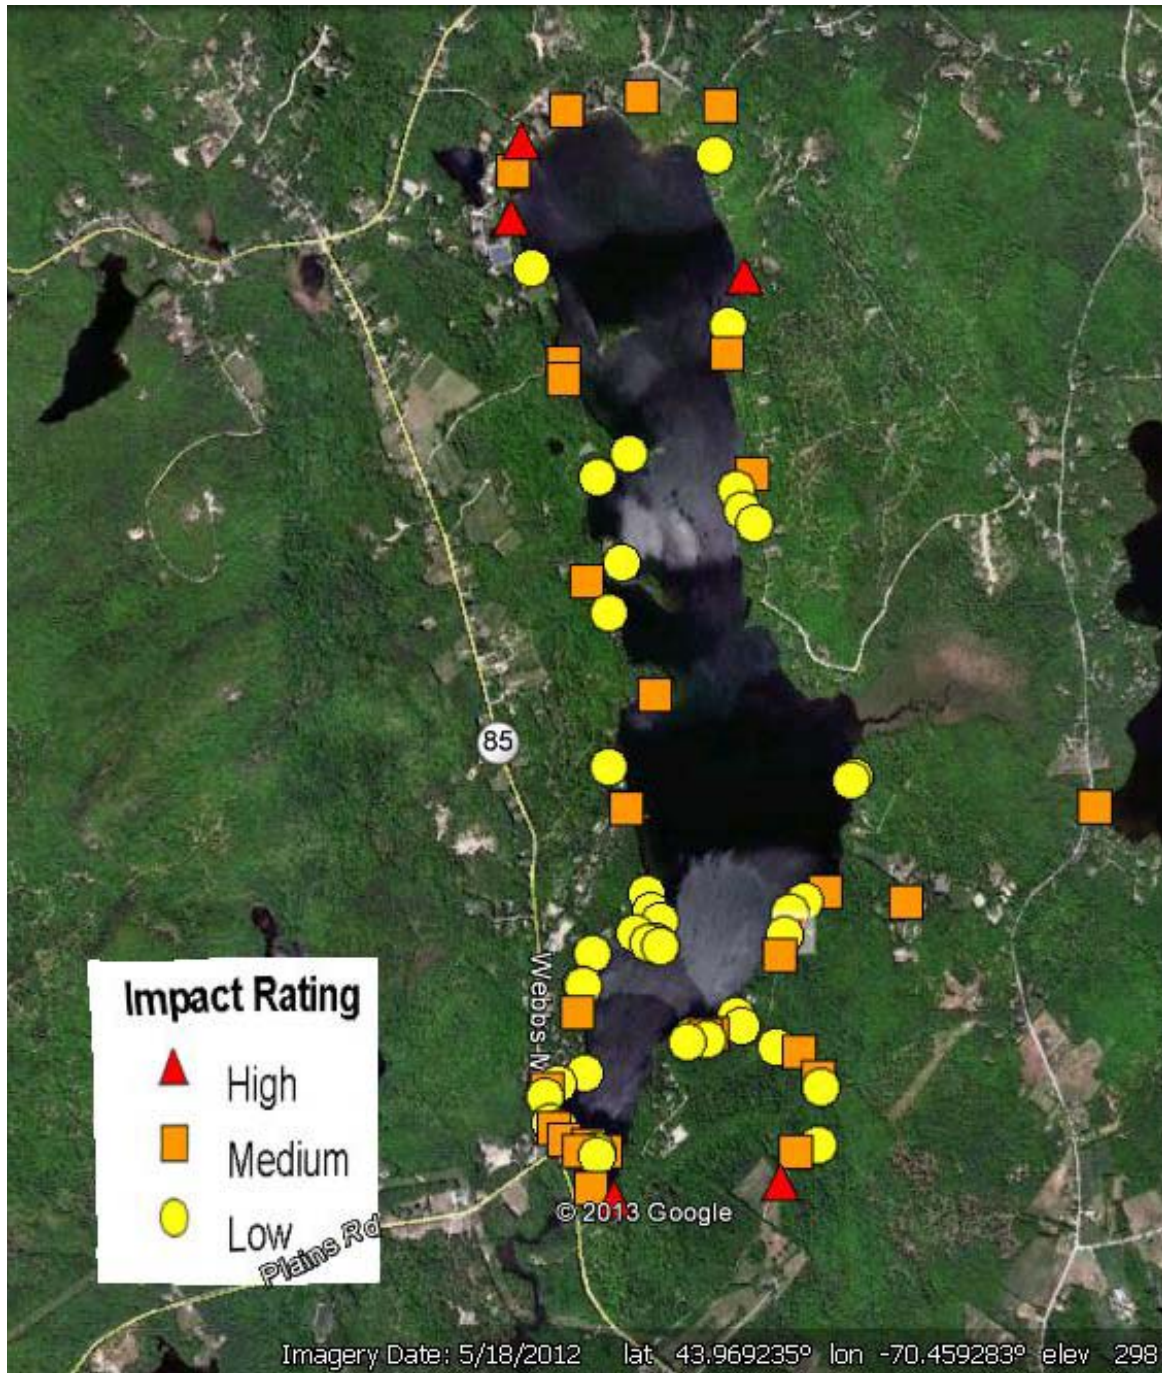 85
Webbs-M
Impact Rating
High
Medium
Low
Plains Rd
© 2013 Google
Imagery Date: 5/18/2012 lat 43.969235° lon -70.459283° elev 298